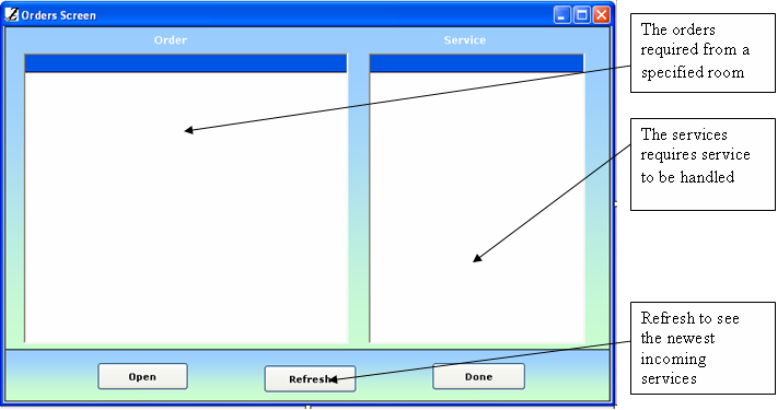 Orders Screen
Order
Service
Open
Refresh
Done
The orders
required from a
specified room
The services
requires service
to be handled
Refresh to see
the newest
incoming
services